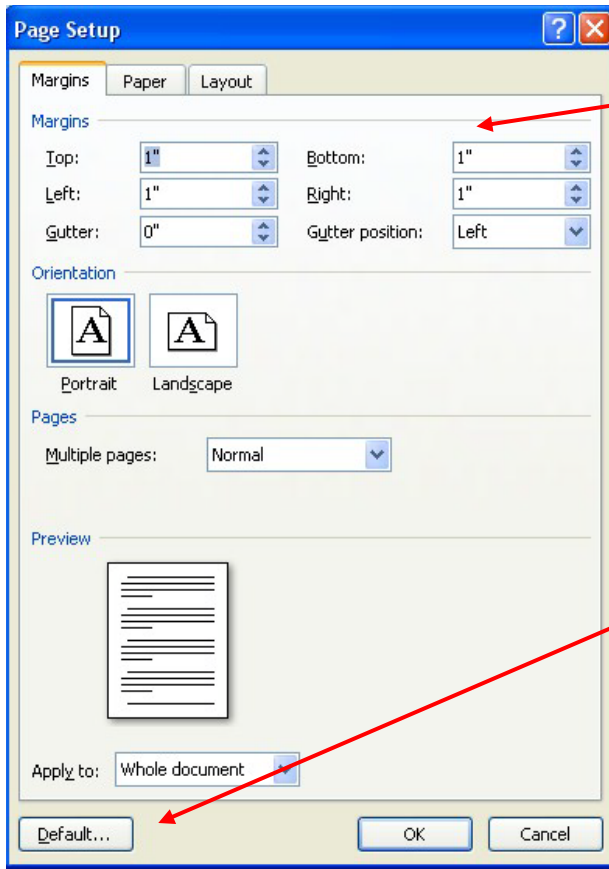 Page Setup
Margins Paper Layout
Margins
Top: 1" Bottom: 1"
Left: 1" Right: 1"
Gutter: 0" Gutter position: Left
Orientation
A A
Portrait Landscape
Pages
Multiple pages: Normal
Preview
Apply to: Whole document
Default... OK Cancel